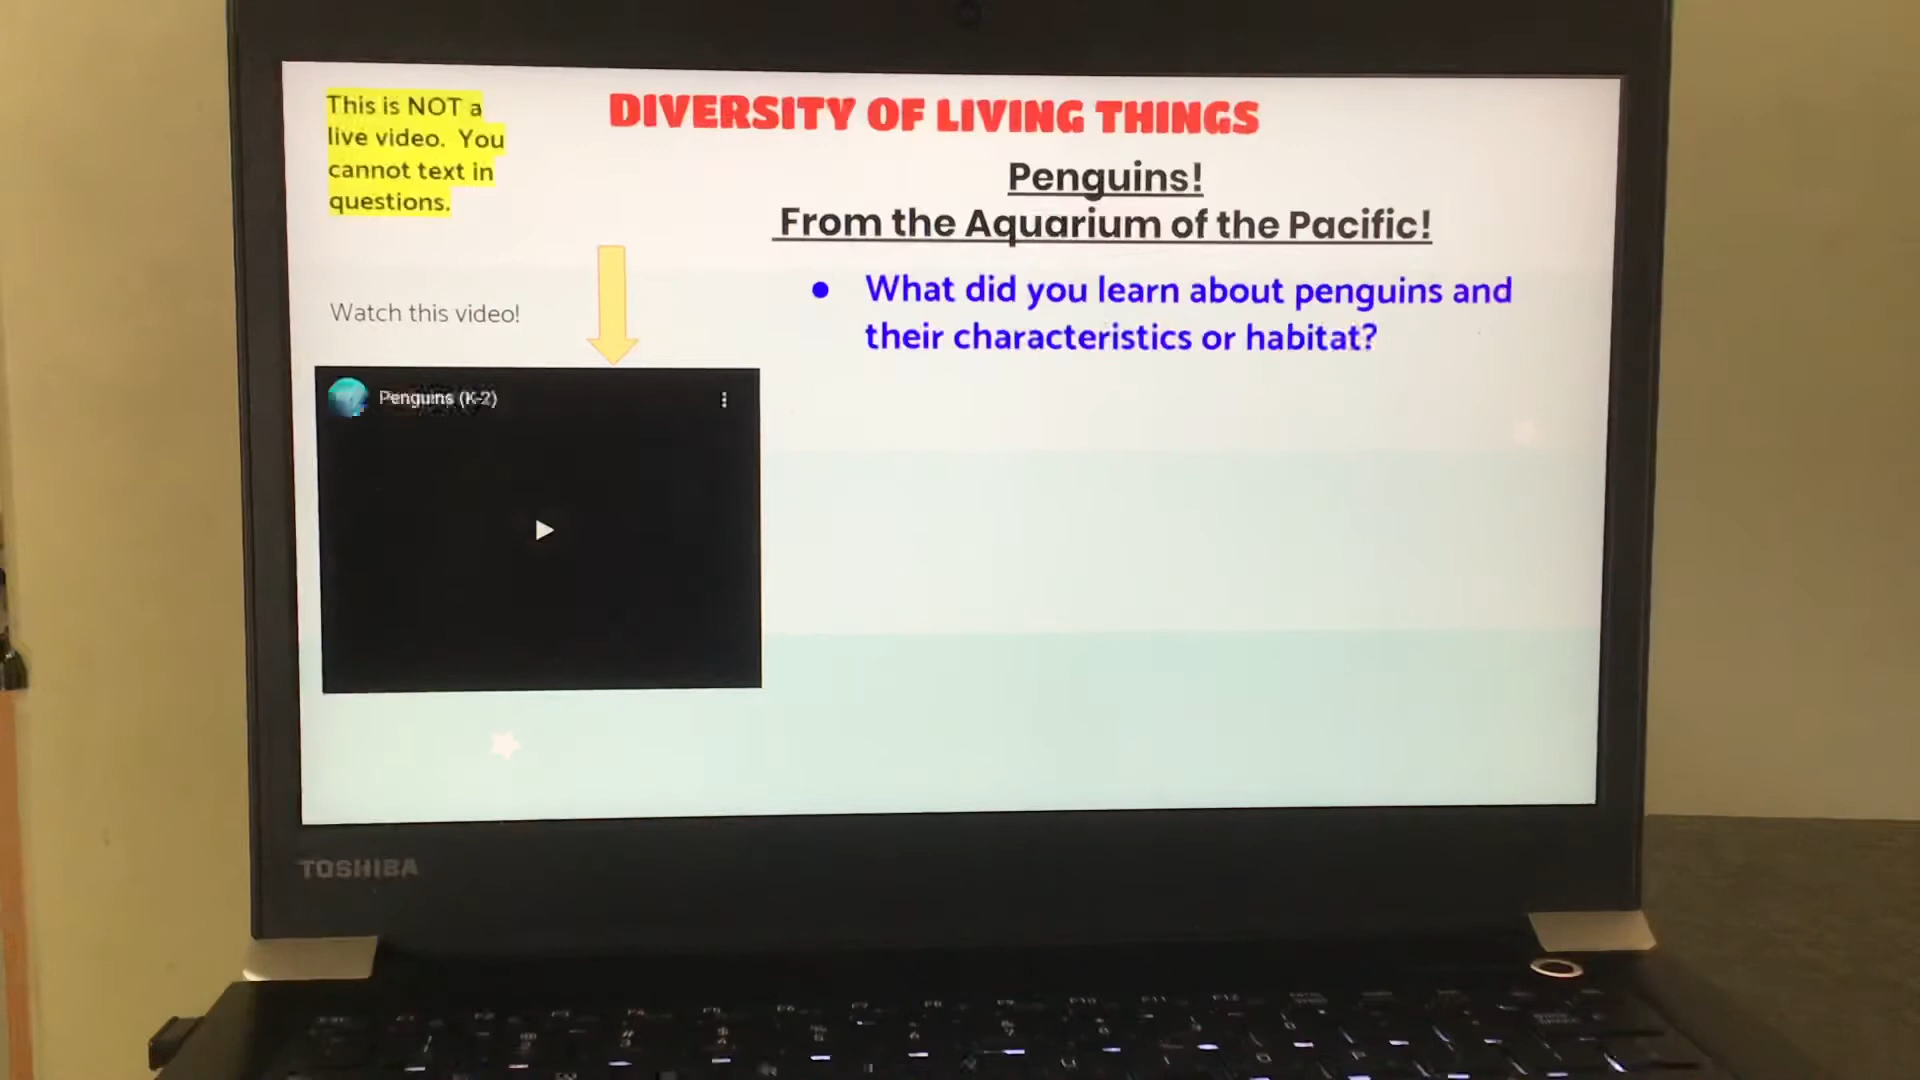 This is NOT a
live video. You
cannot text in
questions.
DIVERSITY OF LIVING THINGS
Penguins!
From the Aquarium of the Pacific!
Watch this video!
● What did you learn about penguins and
their characteristics or habitat?
Penguins (K-2)
TOSHIBA